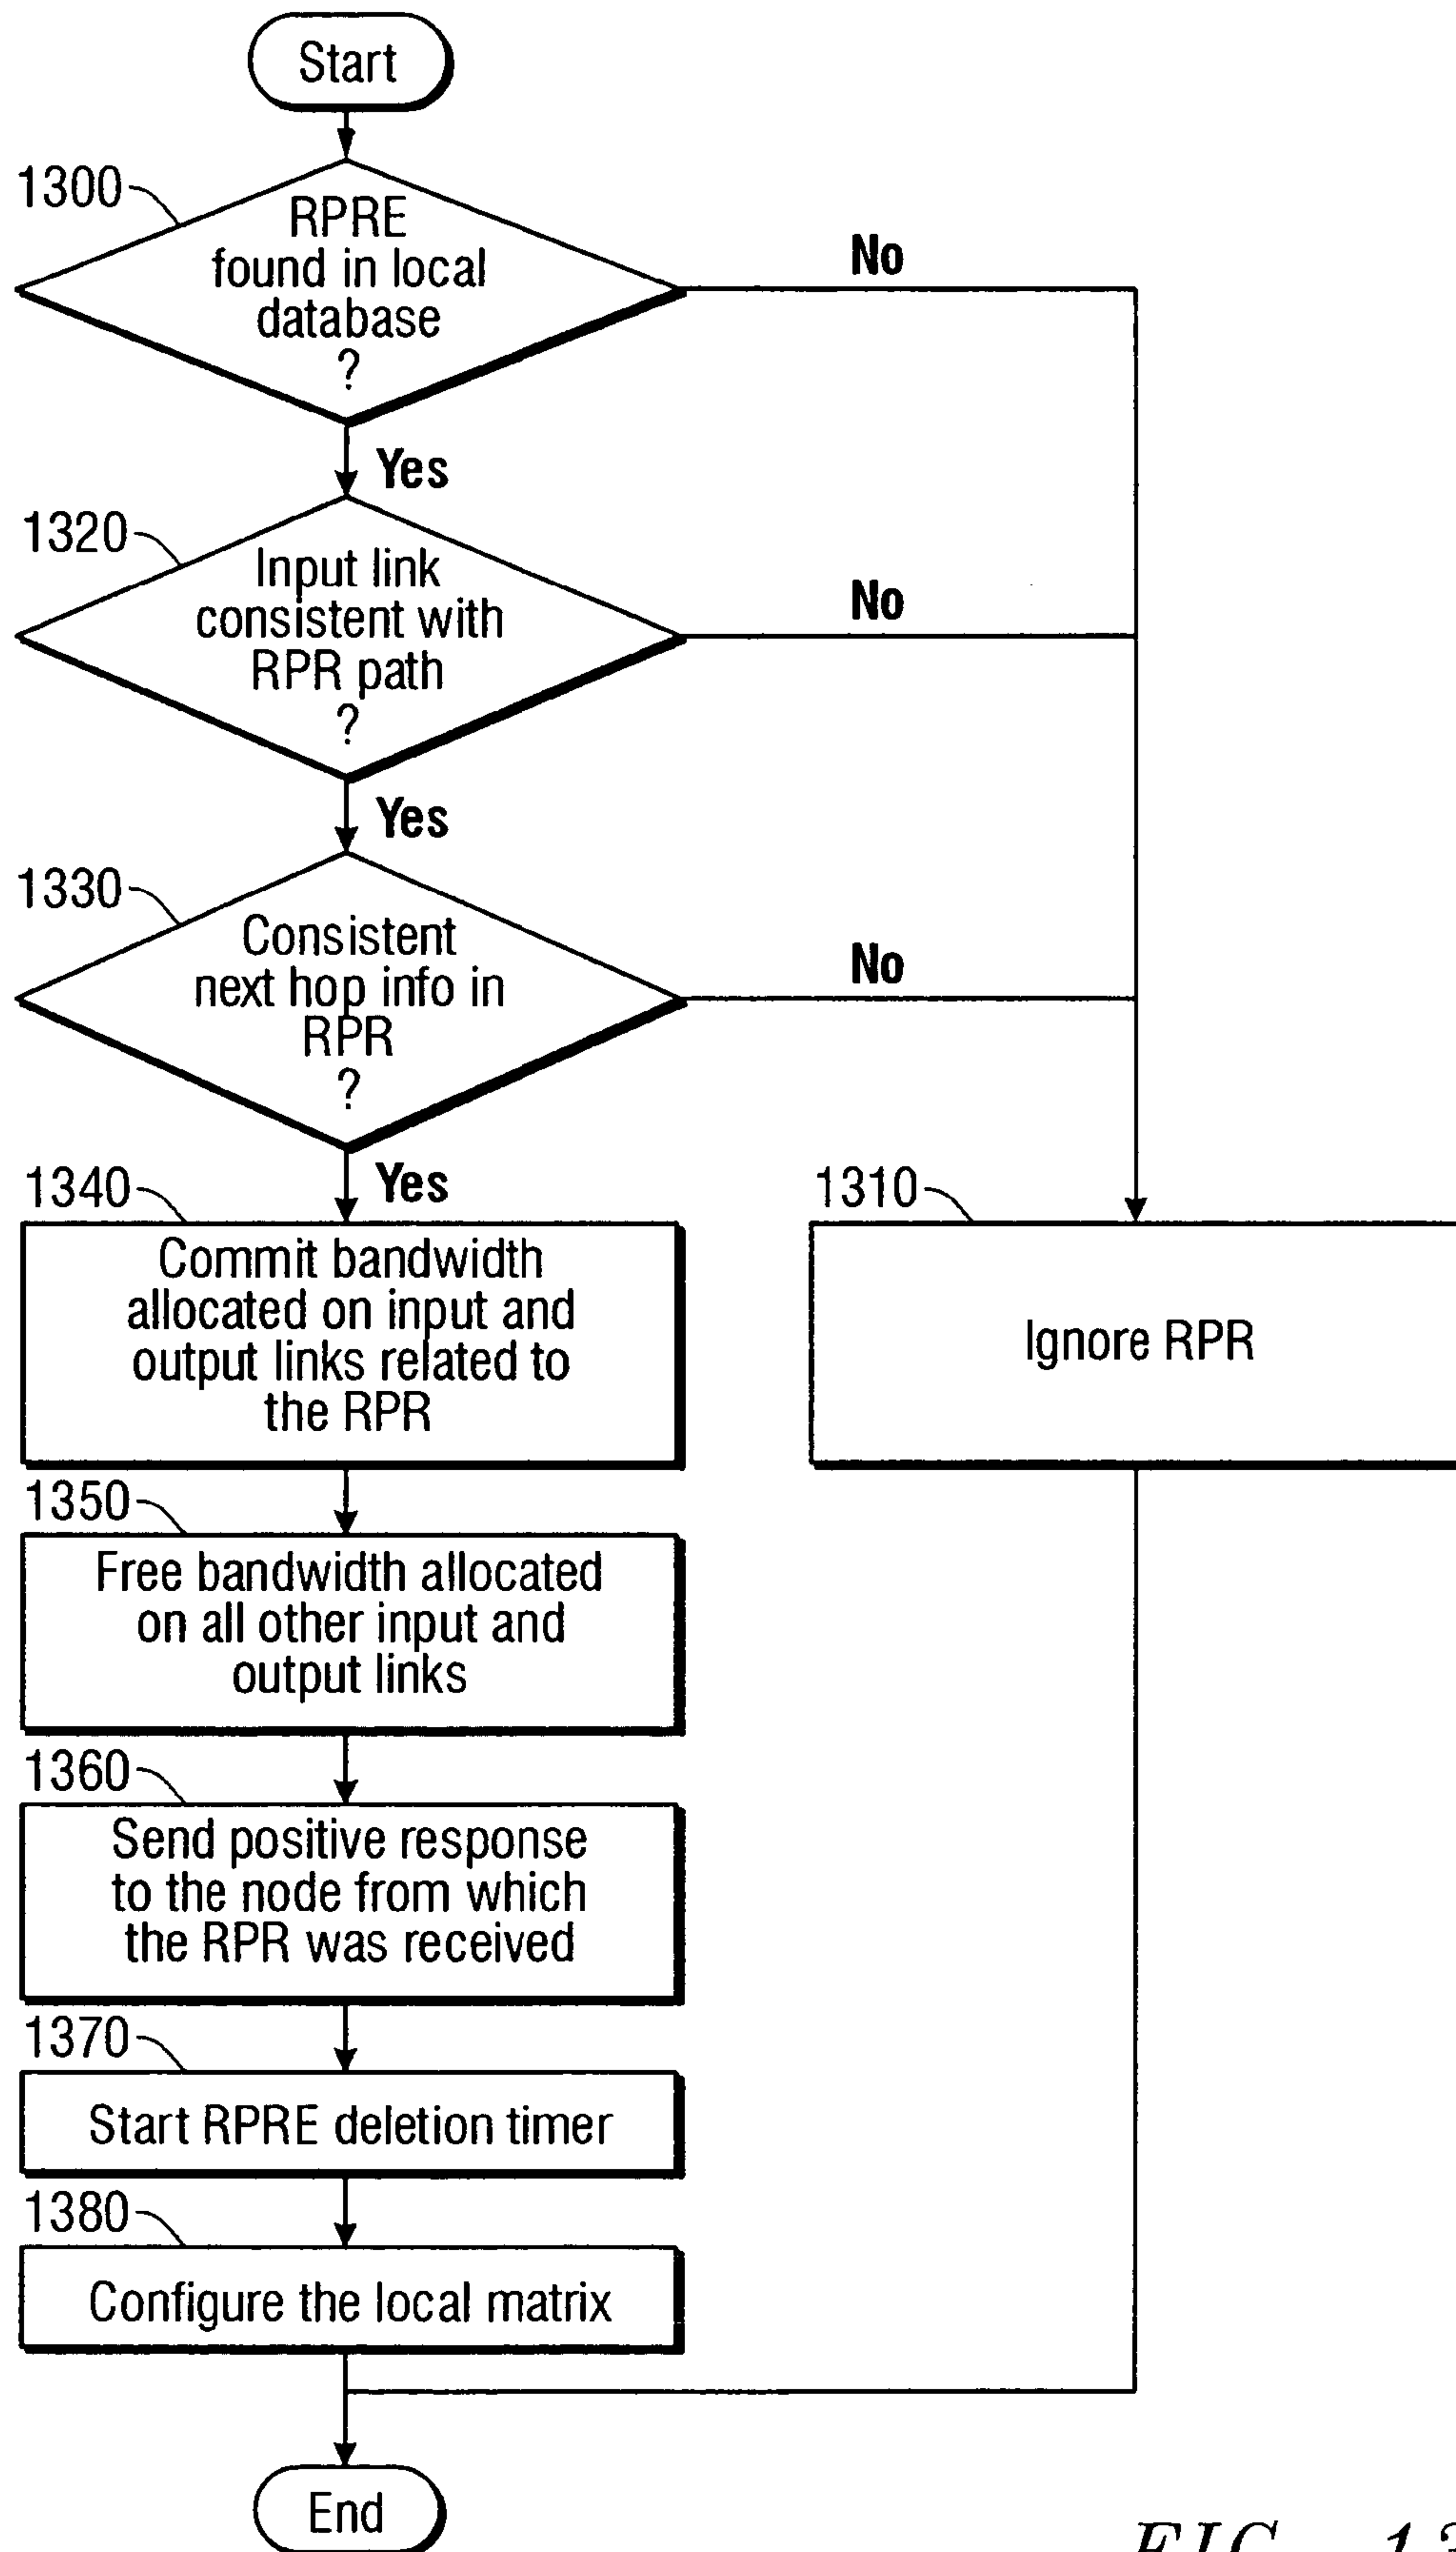 Start
1300
RPRE
found in local
database
?
No
Yes
1320
Input link
consistent with
RPR path
?
No
Yes
1330
Consistent
next hop info in
RPR
?
No
Yes
1340
Commit bandwidth
allocated on input and
output links related to
the RPR
1310
Ignore RPR
1350
Free bandwidth allocated
on all other input and
output links
1360
Send positive response
to the node from which
the RPR was received
1370
Start RPRE deletion timer
1380
Configure the local matrix
End
FIG. 13